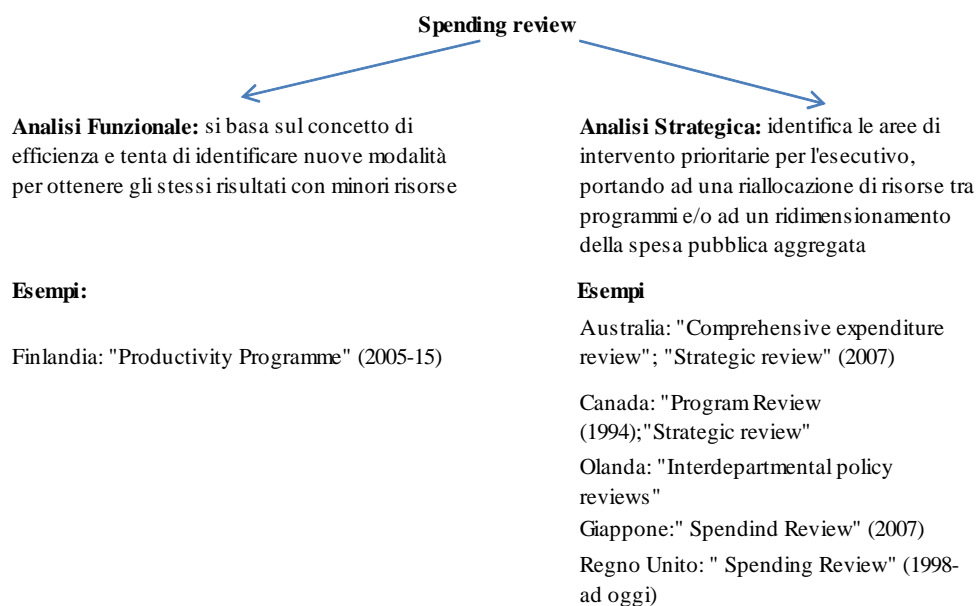 Spending review
Analisi Funzionale: si basa sul concetto di
efficienza e tenta di identificare nuove modalità
per ottenere gli stessi risultati con minori risorse
Analisi Strategica: identifica le aree di
intervento prioritarie per l'esecutivo,
portando ad una riallocazione di risorse tra
programmi e/o ad un ridimensionamento
della spesa pubblica aggregata
Esempi:
Finlandia: "Productivity Programme" (2005-15)
Esempi
Australia: "Comprehensive expenditure
review"; "Strategic review" (2007)
Canada: "Program Review
(1994);"Strategic review"
Olanda: "Interdepartmental policy
reviews"
Giappone:" Spendind Review" (2007)
Regno Unito: " Spending Review" (1998-
ad oggi)